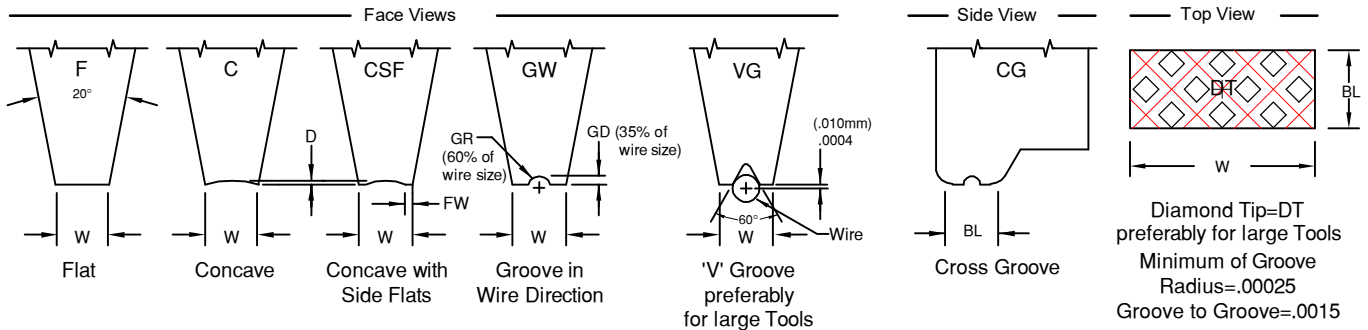 Face Views
Side View
Top View
F
20°
C
CSF
GW
VG
CG
DT
BL
D
GR
(60% of
wire size)
GD (35% of
wire size)
(.010mm)
.0004
FW
60°
Wire
W
W
W
W
W
BL
W
Flat
Concave
Concave with
Side Flats
Groove in
Wire Direction
'V' Groove
preferably
for large Tools
Cross Groove
Diamond Tip=DT
preferably for large Tools
Minimum of Groove
Radius=.00025
Groove to Groove=.0015